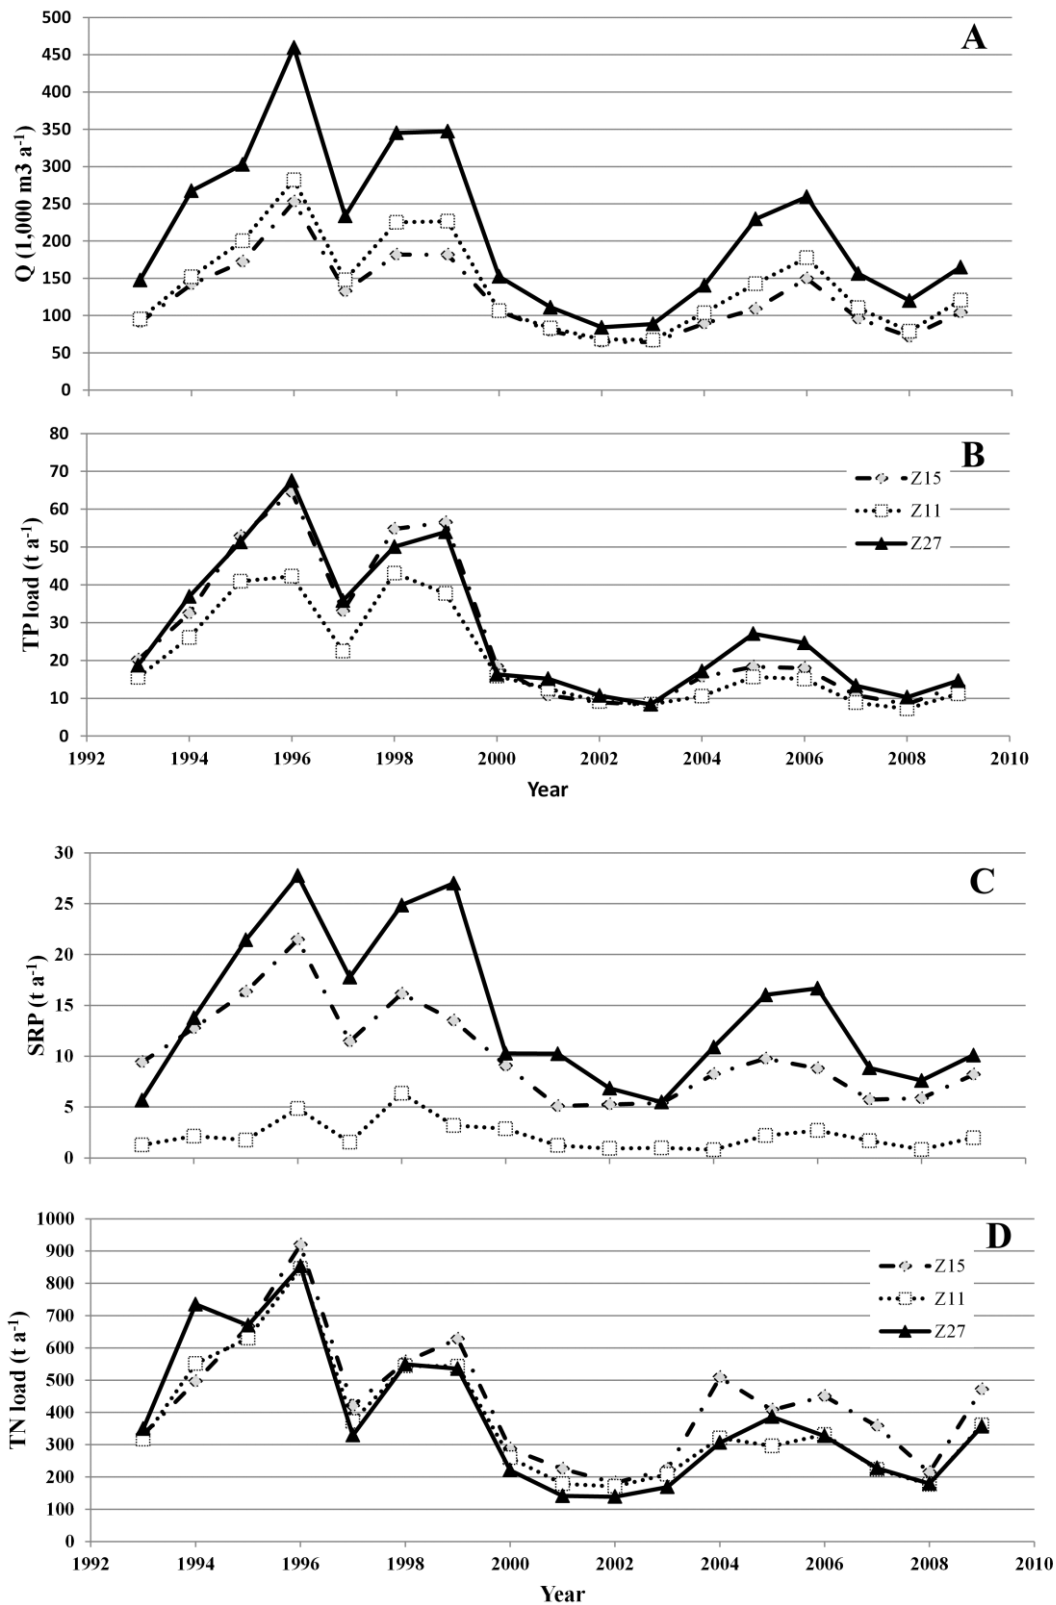 A
Q (1,000 m3 a-1)
500
450
400
350
300
250
200
150
100
50
0
B
TP load (t a-1)
80
70
60
50
40
30
20
10
0
Z15
Z11
Z27
1992 1994 1996 1998 2000 2002 2004 2006 2008 2010
Year
C
SRP (t a-1)
30
25
20
15
10
5
0
D
TN load (t a-1)
1000
900
800
700
600
500
400
300
200
100
0
Z15
Z11
Z27
1992 1994 1996 1998 2000 2002 2004 2006 2008 2010
Year